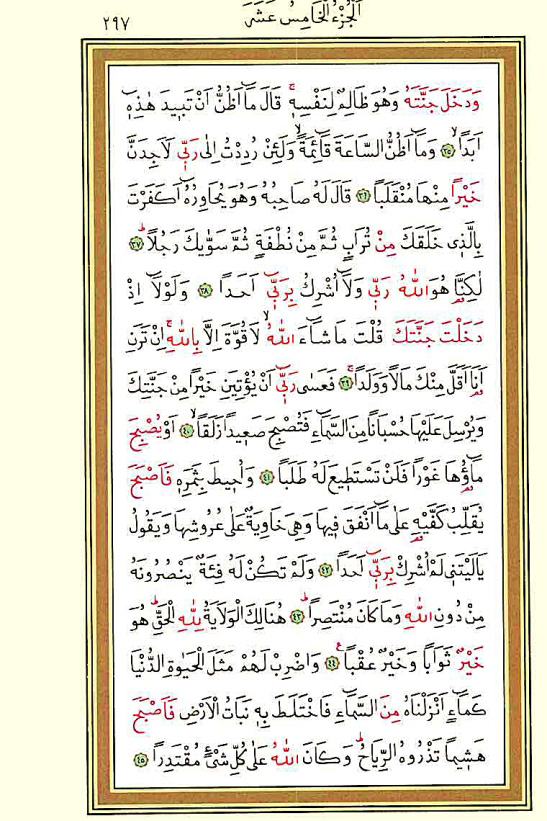 اَلْجُزْءُ الْخَامِسُ عَشَرَ
٢٩٧
وَدَخَلَ جَنَّتَهُ وَهُوَ ظَالِمٌ لِنَفْسِهِۚ قَالَ مَٓا اَظُنُّ اَنْ تَب۪يدَ هٰذِه۪ٓ
اَبَدًاۙ ﴿٣٥﴾ وَمَٓا اَظُنُّ السَّاعَةَ قَٓائِمَةًۙ وَلَئِنْ رُدِدْتُ اِلٰى رَبّ۪ي لَاَجِدَنَّ
خَيْرًا مِنْهَا مُنْقَلَبًا ﴿٣٦﴾ قَالَ لَهُ صَاحِبُهُ وَهُوَ يُحَاوِرُهُٓ اَكَفَرْتَ
بِالَّذ۪ي خَلَقَكَ مِنْ تُرَابٍ ثُمَّ مِنْ نُطْفَةٍ ثُمَّ سَوّٰيكَ رَجُلًاۜ ﴿٣٧﴾
لٰكِنَّا۬ هُوَ اللّٰهُ رَبّ۪ي وَلَٓا اُشْرِكُ بِرَبّ۪ٓي اَحَدًا ﴿٣٨﴾ وَلَوْلَٓا اِذْ
دَخَلْتَ جَنَّتَكَ قُلْتَ مَا شَٓاءَ اللّٰهُۙ لَا قُوَّةَ اِلَّا بِاللّٰهِۚ اِنْ تَرَنِ
اَنَا۬ اَقَلَّ مِنْكَ مَالًا وَوَلَدًاۚ ﴿٣٩﴾ فَعَسٰى رَبّ۪ٓي اَنْ يُؤْتِيَنِ خَيْرًا مِنْ جَنَّتِكَ
وَيُرْسِلَ عَلَيْهَا حُسْبَانًا مِنَ السَّمَٓاءِ فَتُصْبِحَ صَع۪يدًا زَلَقًاۙ ﴿٤٠﴾ اَوْ يُصْبِحَ
مَٓاؤُ۬هَا غَوْرًا فَلَنْ تَسْتَط۪يعَ لَهُ طَلَبًا ﴿٤١﴾ وَاُح۪يطَ بِثَمَرِه۪ فَاَصْبَحَ
يُقَلِّبُ كَفَّيْهِ عَلٰى مَٓا اَنْفَقَ ف۪يهَا وَهِيَ خَاوِيَةٌ عَلٰى عُرُوشِهَا وَيَقُولُ
يَا لَيْتَن۪ي لَمْ اُشْرِكْ بِرَبّ۪ٓي اَحَدًا ﴿٤٢﴾ وَلَمْ تَكُنْ لَهُ فِئَةٌ يَنْصُرُونَهُ
مِنْ دُونِ اللّٰهِ وَمَا كَانَ مُنْتَصِرًاۜ ﴿٤٣﴾ هُنَالِكَ الْوَلَايَةُ لِلّٰهِ الْحَقِّۜ هُوَ
خَيْرٌ ثَوَابًا وَخَيْرٌ عُقْبًا۟ ﴿٤٤﴾ وَاضْرِبْ لَهُمْ مَثَلَ الْحَيٰوةِ الدُّنْيَا
كَمَٓاءٍ اَنْزَلْنَاهُ مِنَ السَّمَٓاءِ فَاخْتَلَطَ بِه۪ نَبَاتُ الْاَرْضِ فَاَصْبَحَ
هَش۪يمًا تَذْرُوهُ الرِّيَاحُۜ وَكَانَ اللّٰهُ عَلٰى كُلِّ شَيْءٍ مُقْتَدِرًا ﴿٤٥﴾